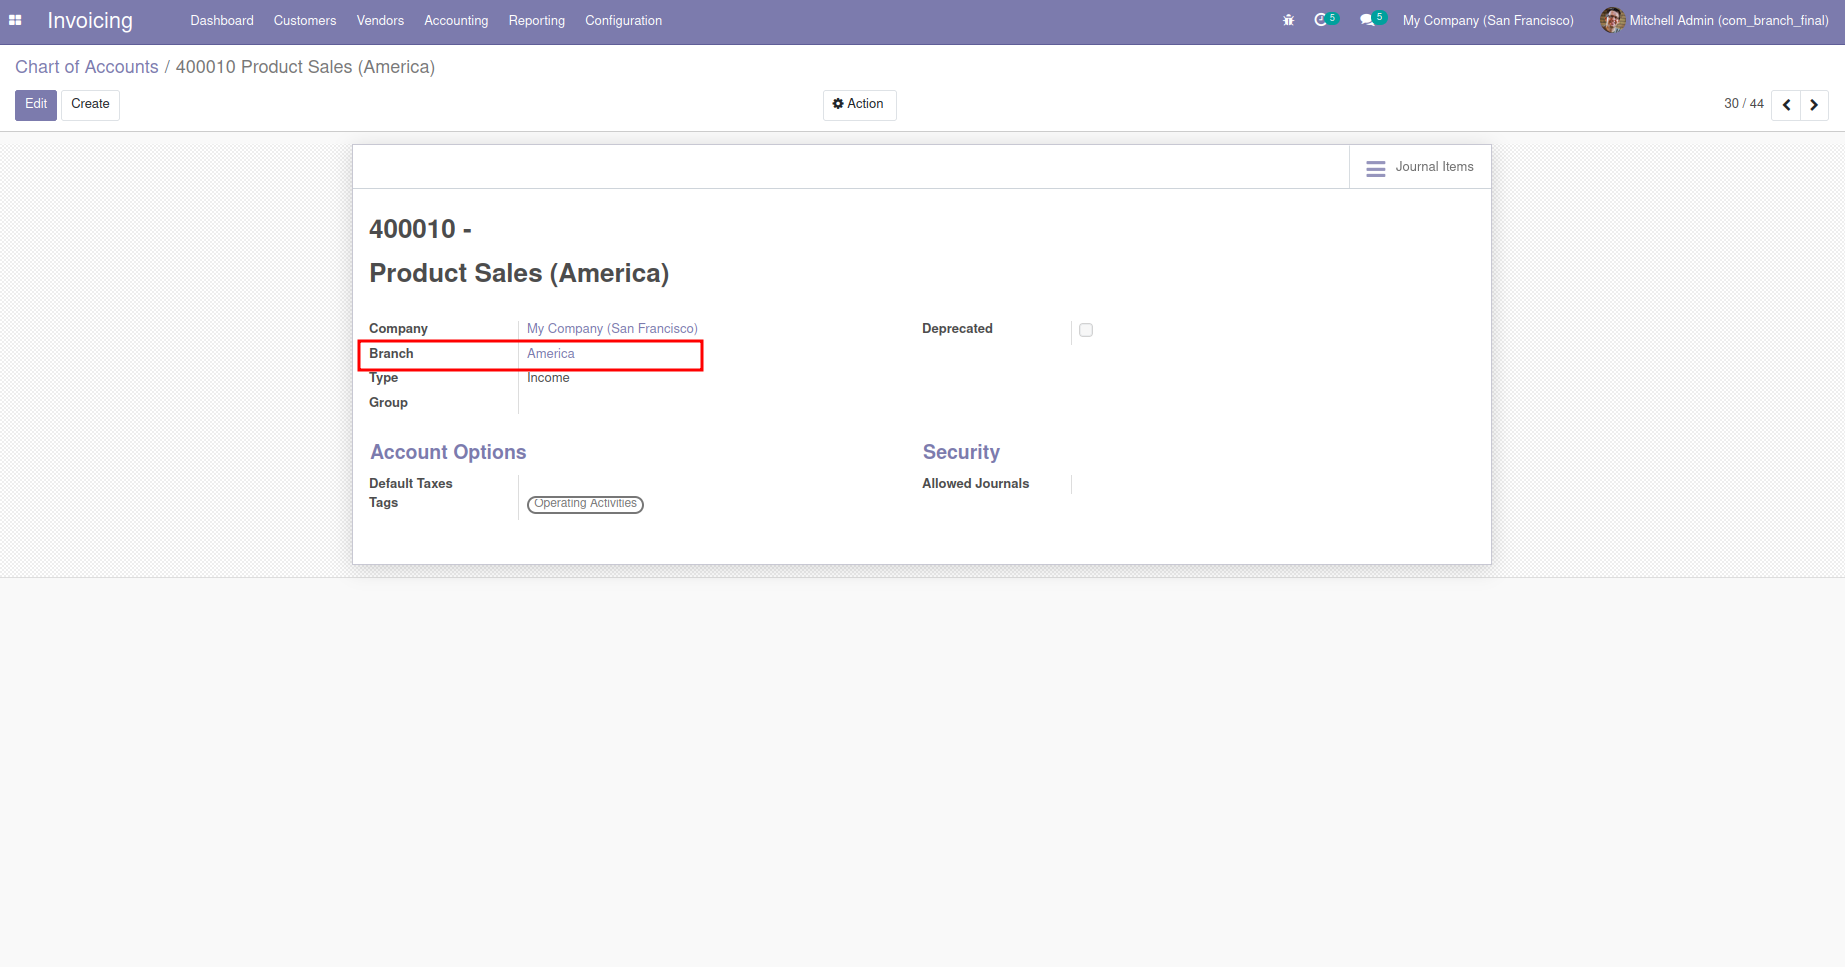 Invoicing Dashboard Customers Vendors Accounting Reporting Configuration 5 5 My Company (San Francisco) Mitchell Admin (com_branch_final)
Chart of Accounts / 400010 Product Sales (America)
Edit Create Action 30 / 44
Journal Items
400010 -
Product Sales (America)
Company My Company (San Francisco) Deprecated
Branch America
Type Income
Group
Account Options Security
Default Taxes Allowed Journals
Tags Operating Activities